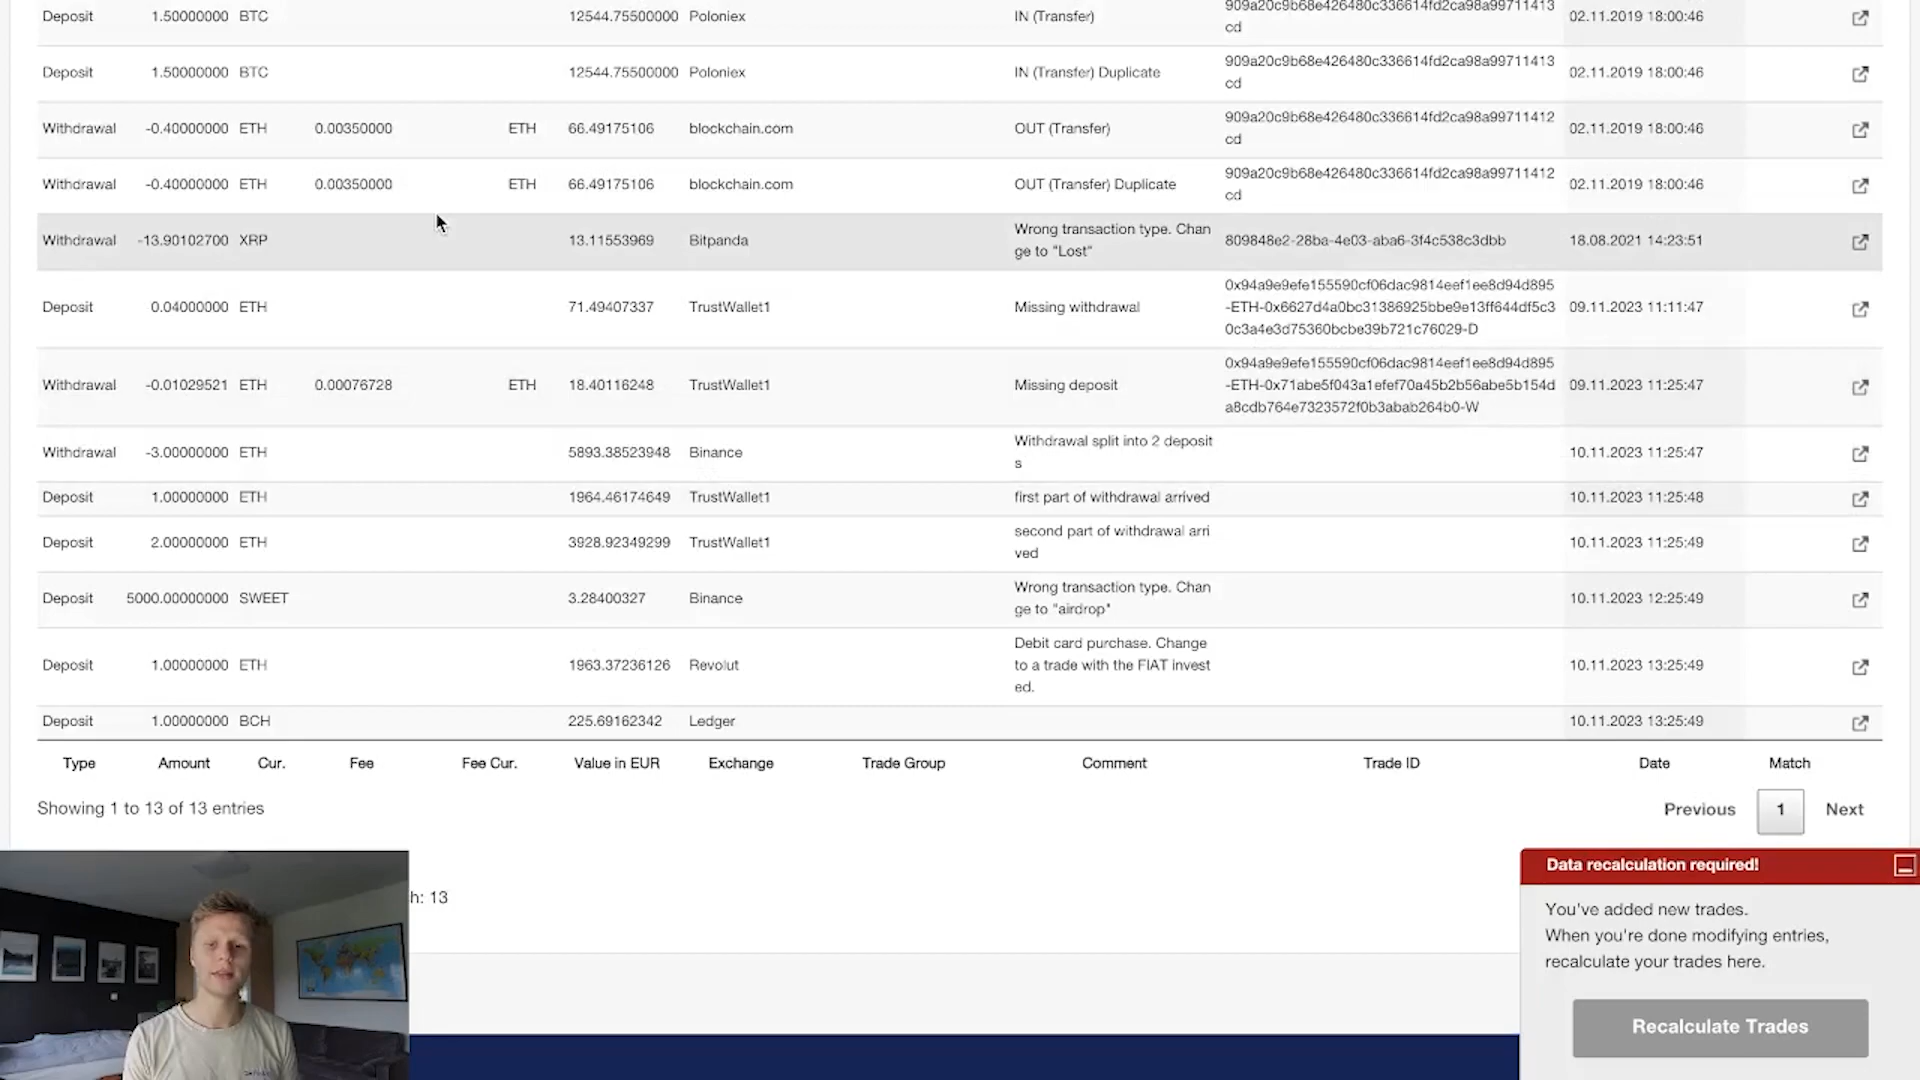 Deposit 1.50000000 BTC 12544.75500000 Poloniex IN (Transfer) 909a20c9b68e426480c336614fd2ca98a99711413 02.11.2019 18:00:46
cd
Deposit 1.50000000 BTC 12544.75500000 Poloniex IN (Transfer) Duplicate 909a20c9b68e426480c336614fd2ca98a99711413 02.11.2019 18:00:46
cd
Withdrawal -0.40000000 ETH 0.00350000 ETH 66.49175106 blockchain.com OUT (Transfer) 909a20c9b68e426480c336614fd2ca98a99711412 02.11.2019 18:00:46
cd
Withdrawal -0.40000000 ETH 0.00350000 ETH 66.49175106 blockchain.com OUT (Transfer) Duplicate 909a20c9b68e426480c336614fd2ca98a99711412 02.11.2019 18:00:46
cd
Withdrawal -13.90102700 XRP 13.11553969 Bitpanda Wrong transaction type. Chan 809848e2-28ba-4e03-aba6-3f4c538c3dbb 18.08.2021 14:23:51
ge to "Lost"
Deposit 0.04000000 ETH 71.49407337 TrustWallet1 Missing withdrawal 0x94a9e9efe155590cf06dac9814eef1ee8d94d895 09.11.2023 11:11:47
-ETH-0x6627d4a0bc31386925bbe9e13ff644df5c3
0c3a4e3d75360bcbe39b721c76029-D
Withdrawal -0.01029521 ETH 0.00076728 ETH 18.40116248 TrustWallet1 Missing deposit 0x94a9e9efe155590cf06dac9814eef1ee8d94d895 09.11.2023 11:25:47
-ETH-0x71abe5f043a1efef70a45b2b56abe5b154d
a8cdb764e7323572f0b3abab264b0-W
Withdrawal -3.00000000 ETH 5893.38523948 Binance Withdrawal split into 2 deposit 10.11.2023 11:25:47
s
Deposit 1.00000000 ETH 1964.46174649 TrustWallet1 first part of withdrawal arrived 10.11.2023 11:25:48
Deposit 2.00000000 ETH 3928.92349299 TrustWallet1 second part of withdrawal arri 10.11.2023 11:25:49
ved
Deposit 5000.00000000 SWEET 3.28400327 Binance Wrong transaction type. Chan 10.11.2023 12:25:49
ge to "airdrop"
Deposit 1.00000000 ETH 1963.37236126 Revolut Debit card purchase. Change 10.11.2023 13:25:49
to a trade with the FIAT invest
ed.
Deposit 1.00000000 BCH 225.69162342 Ledger 10.11.2023 13:25:49
Type Amount Cur. Fee Fee Cur. Value in EUR Exchange Trade Group Comment Trade ID Date Match
Showing 1 to 13 of 13 entries
Previous 1 Next
h: 13
Data recalculation required!
You've added new trades.
When you're done modifying entries,
recalculate your trades here.
Recalculate Trades